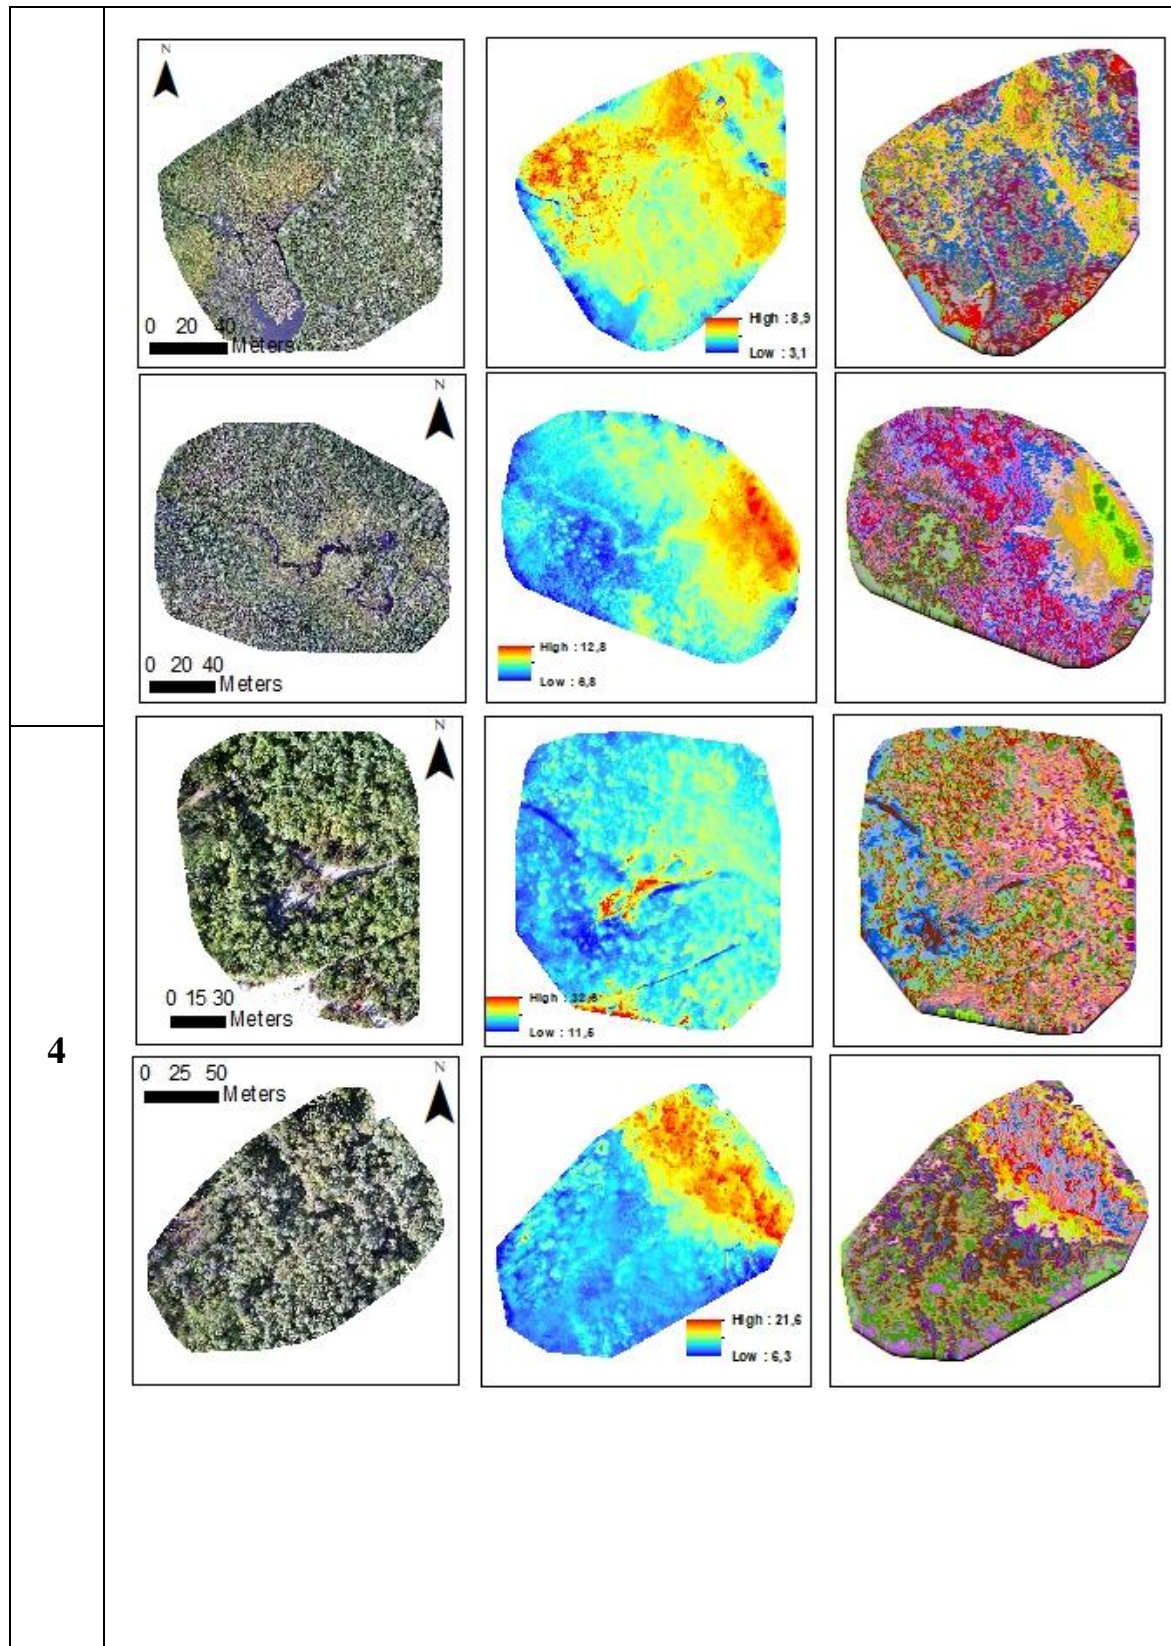 N
0 20 40
Meters
High : 8,9
Low : 3,1
N
0 20 40
Meters
High : 12,8
Low : 6,8
4
N
0 15 30
Meters
High :
Low : 11,5
0 25 50
Meters
N
High : 21,6
Low : 6,3